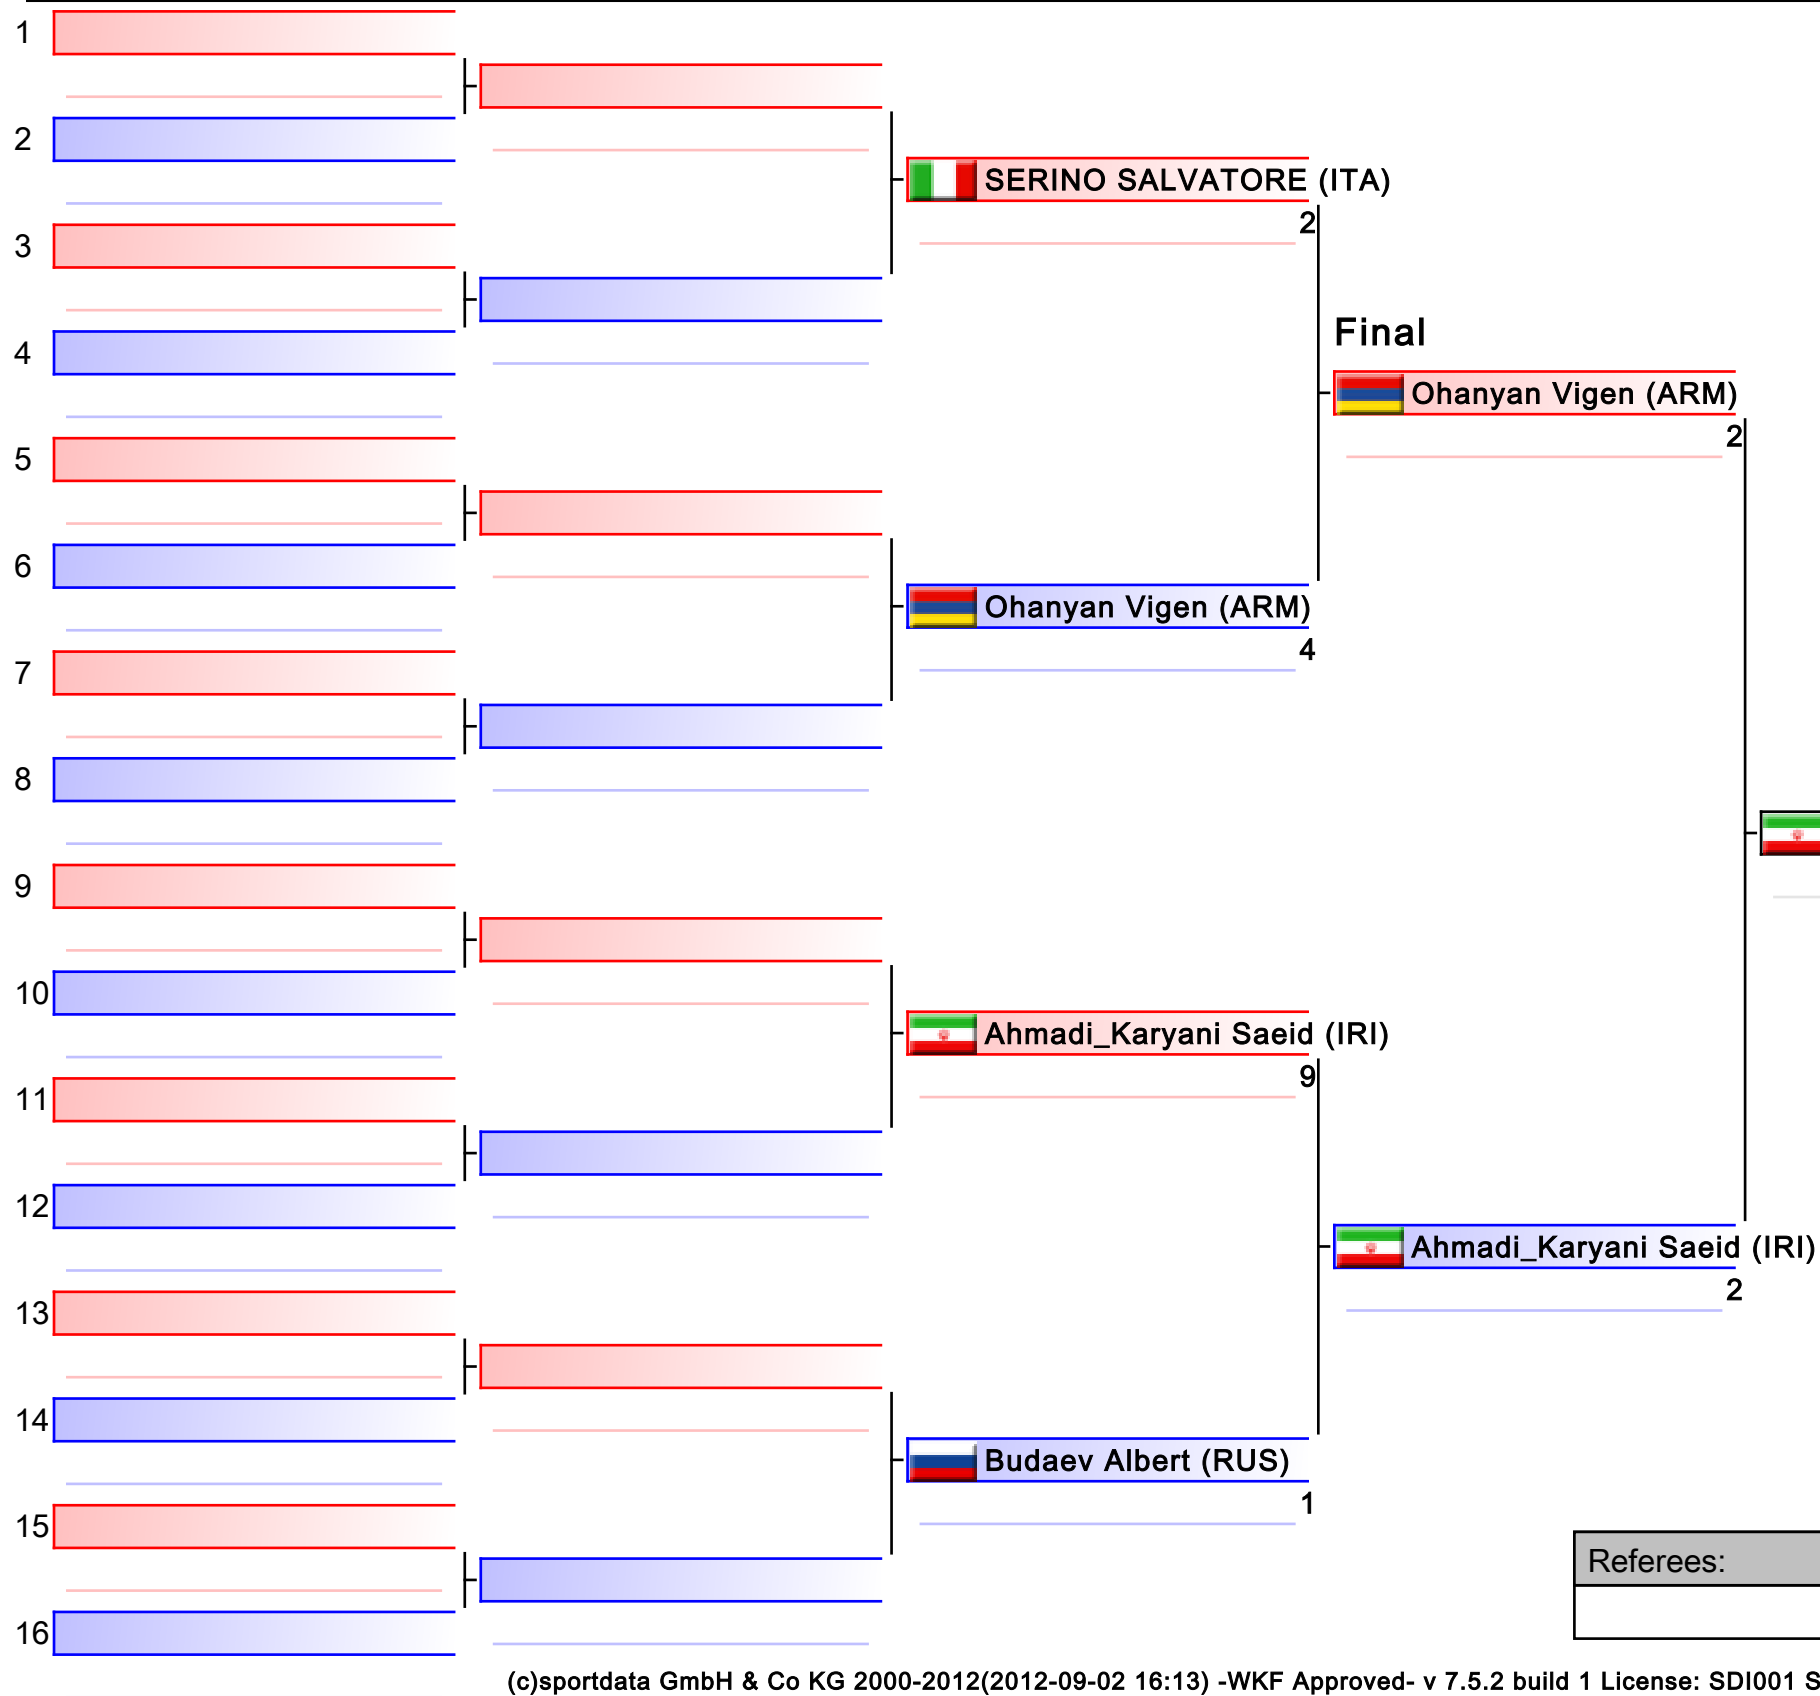 1
2
SERINO SALVATORE (ITA)
2
3
Final
4
Ohanyan Vigen (ARM)
2
5
6
Ohanyan Vigen (ARM)
4
7
8
9
10
Ahmadi_Karyani Saeid (IRI)
9
11
12
Ahmadi_Karyani Saeid (IRI)
2
13
14
Budaev Albert (RUS)
1
15
Referees:
16
(c)sportdata GmbH & Co KG 2000-2012(2012-09-02 16:13) -WKF Approved- v 7.5.2 build 1 License: SDI001 S